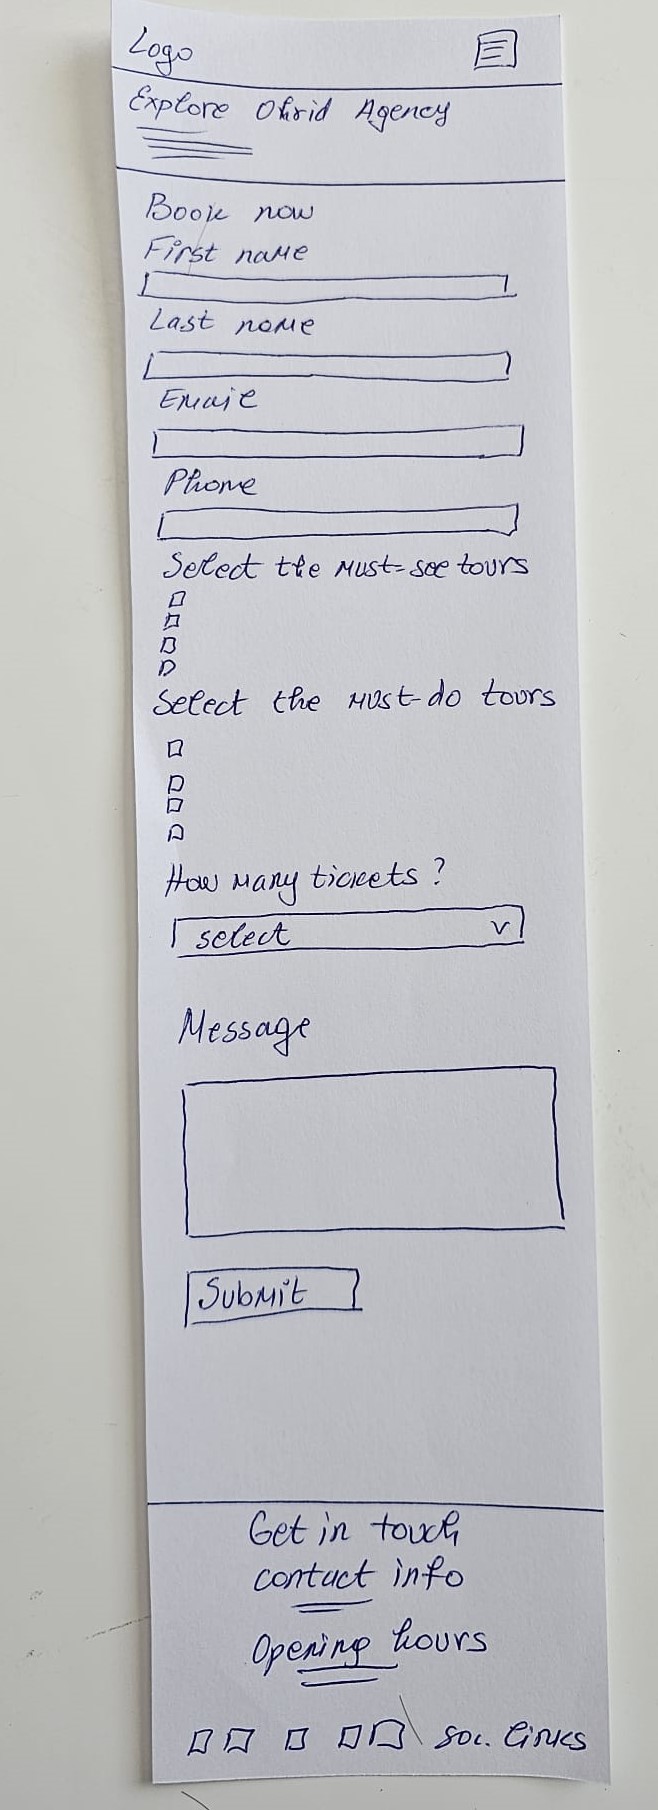 Logo
Explore Ohrid Agency
Book now
First name
Last name
Email
Phone
Select the must-see tours
Select the must-do tours
How many tickets?
select
Message
Submit
Get in touch
contact info
Opening hours
soc. links